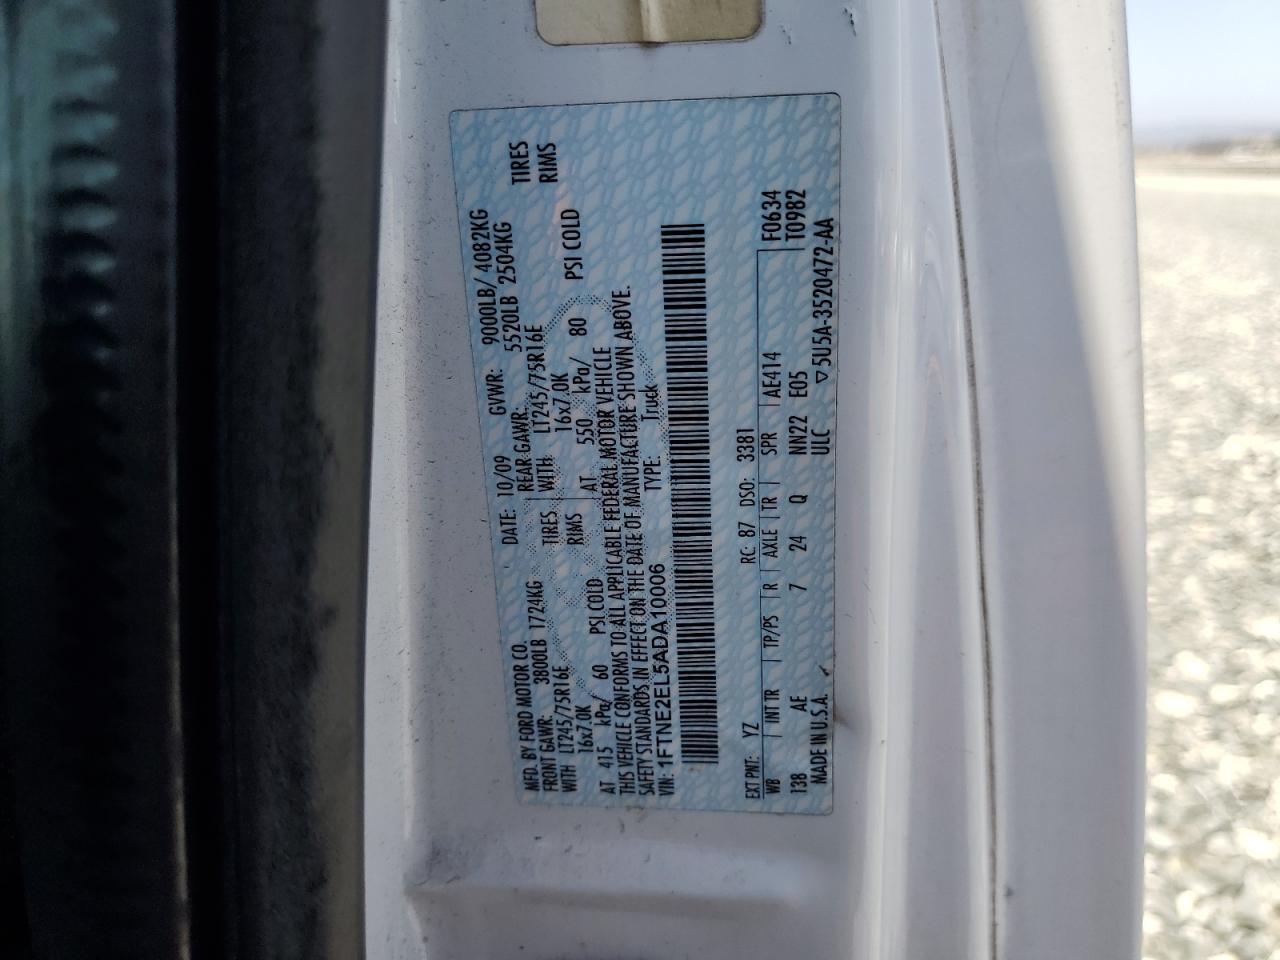 MFD. BY FORD MOTOR CO.
DATE: 10/09 GVWR: 9000LB/ 4082KG
FRONT GAWR: 3800LB 1724KG REAR GAWR: 5520LB 2504KG
WITH LT245/75R16E TIRES WITH LT245/75R16E TIRES
16x7.0K RIMS 16x7.0K RIMS
AT 415 kPa/ 60 PSI COLD AT 550 kPa/ 80 PSI COLD
THIS VEHICLE CONFORMS TO ALL APPLICABLE FEDERAL MOTOR VEHICLE
SAFETY STANDARDS IN EFFECT ON THE DATE OF MANUFACTURE SHOWN ABOVE.
VIN: 1FTNE2EL5ADA10006 TYPE: Truck
EXT PNT: YZ RC: 87 DSO: 3381 F0634
WB INT TR TP/PS R AXLE TR SPR AE414 T0982
138 AE 7 24 Q NN22 E05
MADE IN U.S.A. ULC ▽5U5A-3520472-AA